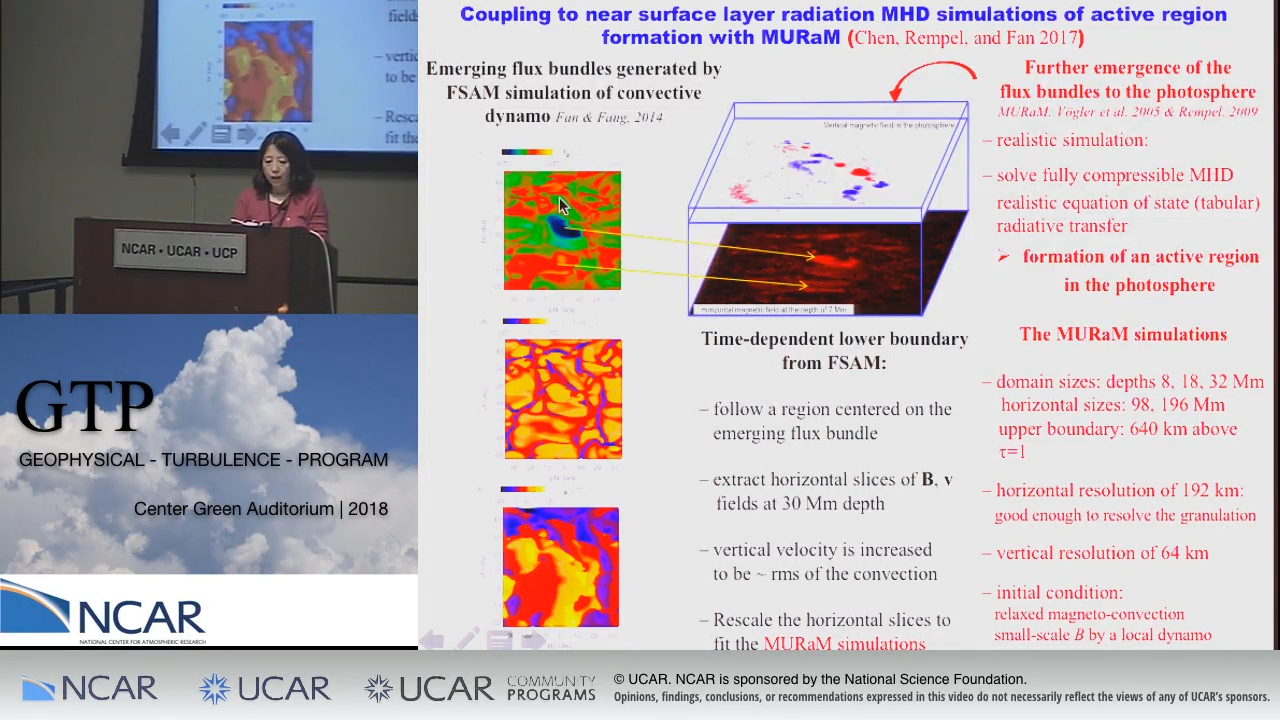 Coupling to near surface layer radiation MHD simulations of active region
formation with MURaM (Chen, Rempel, and Fan 2017)
Emerging flux bundles generated by
FSAM simulation of convective
dynamo Fan & Fang, 2014
Vertical magnetic field in the photosphere
Horizontal magnetic field at the depth of 7 Mm
Time-dependent lower boundary
from FSAM:
– follow a region centered on the
emerging flux bundle
– extract horizontal slices of B, v
fields at 30 Mm depth
– vertical velocity is increased
to be ~ rms of the convection
– Rescale the horizontal slices to
fit the MURaM simulations
Further emergence of the
flux bundles to the photosphere
MURaM: Vögler et al. 2005 & Rempel, 2009
– realistic simulation:
– solve fully compressible MHD
realistic equation of state (tabular)
radiative transfer
➢ formation of an active region
in the photosphere
The MURaM simulations
– domain sizes: depths 8, 18, 32 Mm
horizontal sizes: 98, 196 Mm
upper boundary: 640 km above
τ=1
– horizontal resolution of 192 km:
good enough to resolve the granulation
– vertical resolution of 64 km
– initial condition:
relaxed magneto-convection
small-scale B by a local dynamo
fields
– vertic
to be
– Resca
fit the
NCAR • UCAR • UCP
GTP
GEOPHYSICAL - TURBULENCE - PROGRAM
Center Green Auditorium | 2018
NCAR
NATIONAL CENTER FOR ATMOSPHERIC RESEARCH
NCAR
UCAR
UCAR
COMMUNITY
PROGRAMS
© UCAR. NCAR is sponsored by the National Science Foundation.
Opinions, findings, conclusions, or recommendations expressed in this video do not necessarily reflect the views of any of UCAR's sponsors.